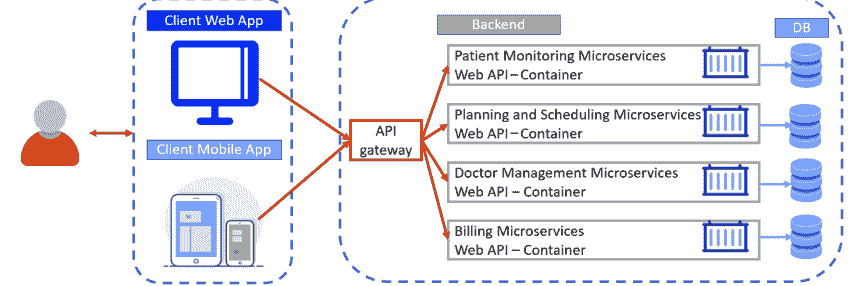 Client Web App
Client Mobile App
API
gateway
Backend
DB
Patient Monitoring Microservices
Web API – Container
Planning and Scheduling Microservices
Web API – Container
Doctor Management Microservices
Web API – Container
Billing Microservices
Web API – Container